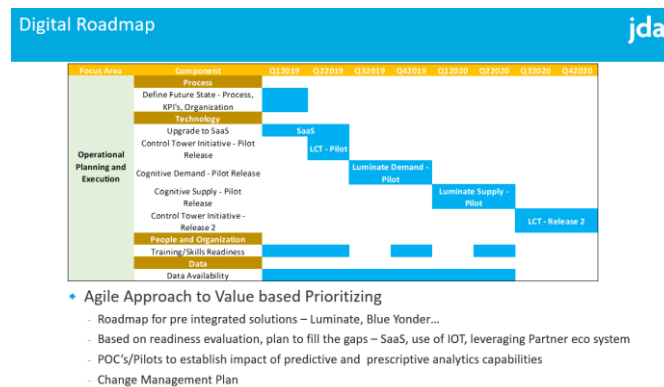 Digital Roadmap
jda
Focus Area Component Q12019 Q22019 Q32019 Q42019 Q12020 Q22020 Q32020 Q42020
Process
Define Future State - Process,
KPI's, Organization
Technology
Upgrade to SaaS SaaS
Control Tower Initiative - Pilot
Release
LCT - Pilot
Operational
Planning and
Execution
Cognitive Demand - Pilot Release
Luminate Demand -
Pilot
Cognitive Supply - Pilot
Release
Luminate Supply -
Pilot
Control Tower Initiative -
Release 2
LCT - Release 2
People and Organization
Training/Skills Readiness
Data
Data Availability
Agile Approach to Value based Prioritizing
- Roadmap for pre integrated solutions – Luminate, Blue Yonder…
- Based on readiness evaluation, plan to fill the gaps – SaaS, use of IOT, leveraging Partner eco system
- POC's/Pilots to establish impact of predictive and prescriptive analytics capabilities
- Change Management Plan